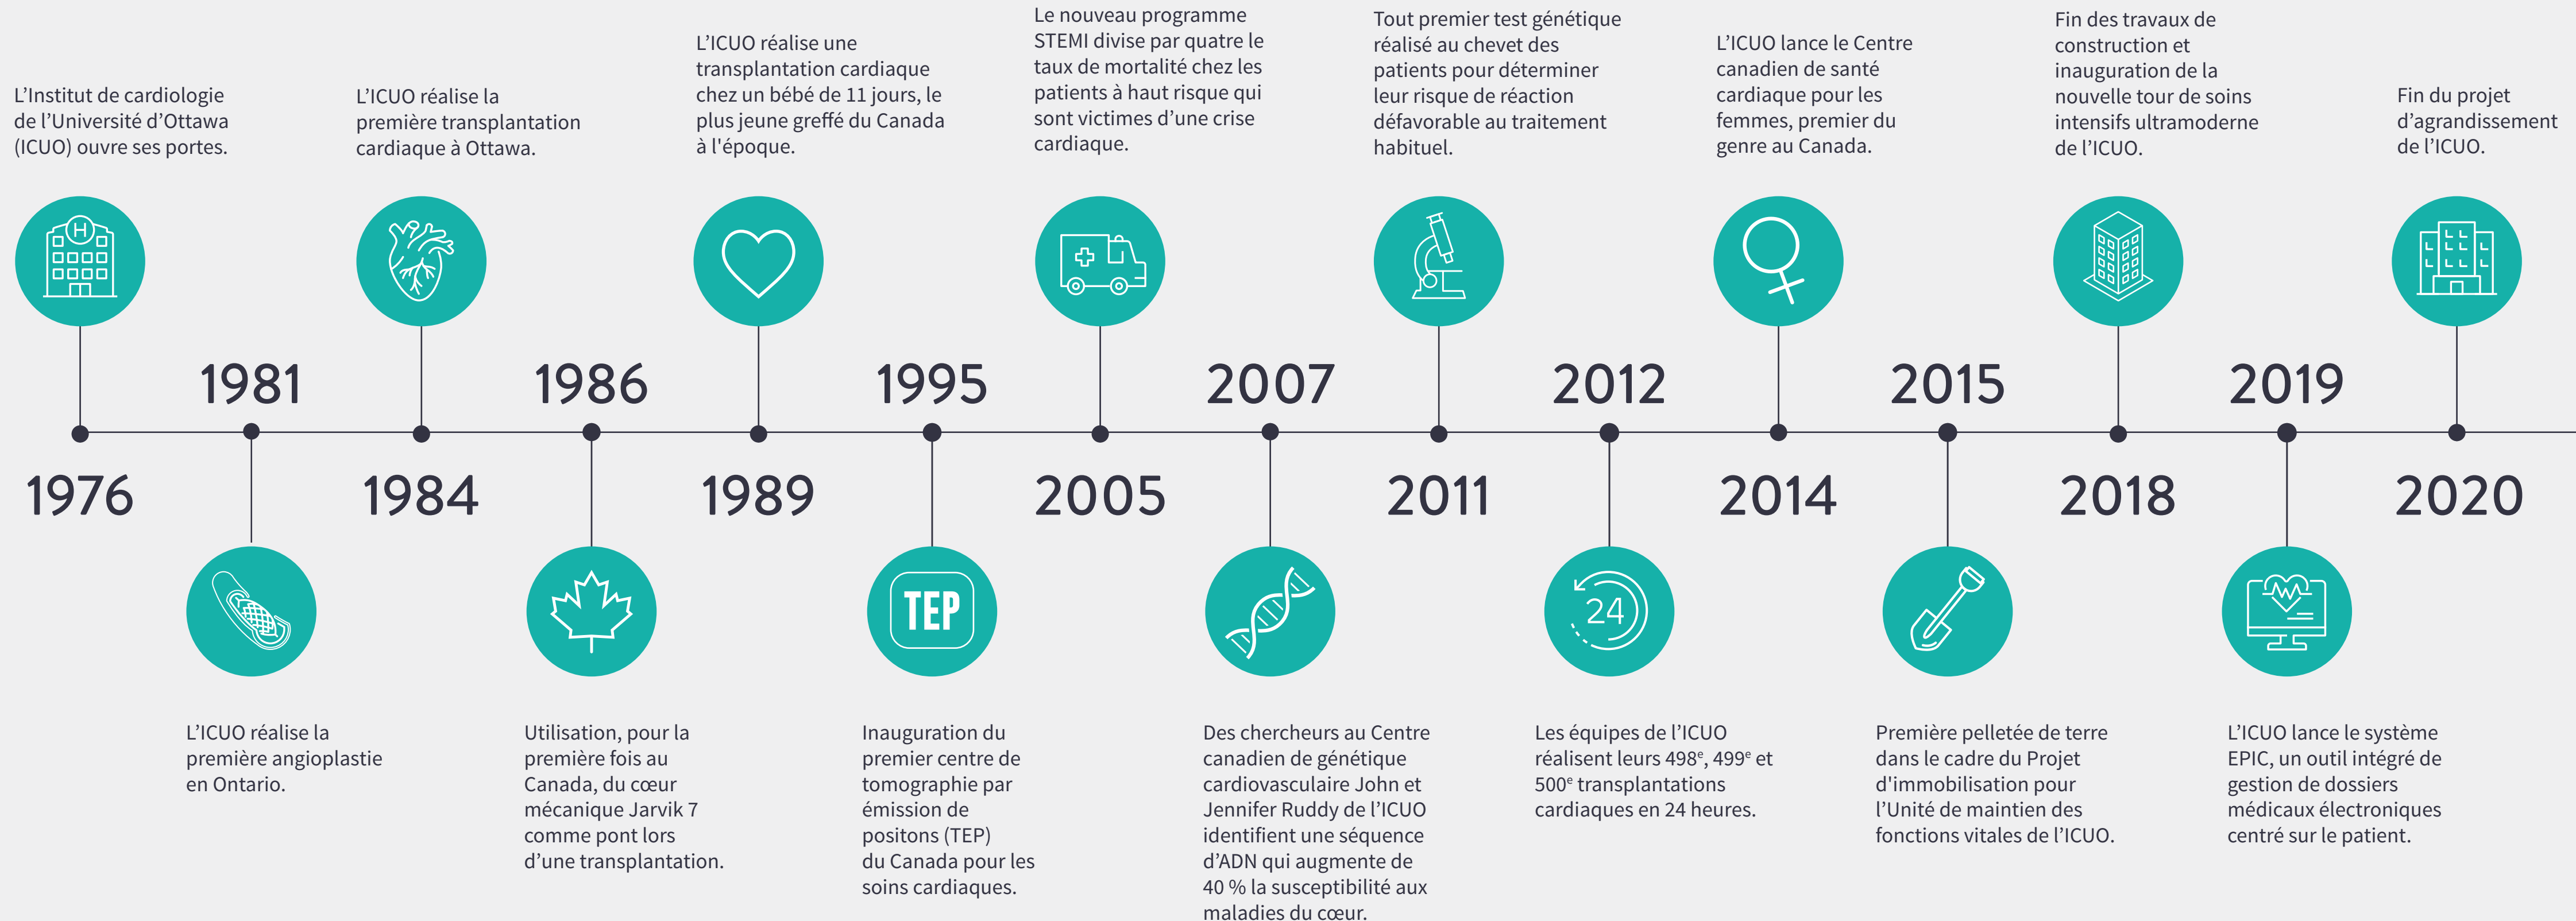 L’Institut de cardiologie
de l’Université d’Ottawa
(ICUO) ouvre ses portes.
1976
1981
L’ICUO réalise la
première angioplastie
en Ontario.
L’ICUO réalise la
première transplantation
cardiaque à Ottawa.
1984
1986
Utilisation, pour la
première fois au
Canada, du cœur
mécanique Jarvik 7
comme pont lors
d’une transplantation.
L’ICUO réalise une
transplantation cardiaque
chez un bébé de 11 jours, le
plus jeune greffé du Canada
à l'époque.
1989
1995
TEP
Inauguration du
premier centre de
tomographie par
émission de
positons (TEP)
du Canada pour les
soins cardiaques.
Le nouveau programme
STEMI divise par quatre le
taux de mortalité chez les
patients à haut risque qui
sont victimes d’une crise
cardiaque.
2005
2007
Des chercheurs au Centre
canadien de génétique
cardiovasculaire John et
Jennifer Ruddy de l’ICUO
identifient une séquence
d’ADN qui augmente de
40 % la susceptibilité aux
maladies du cœur.
Tout premier test génétique
réalisé au chevet des
patients pour déterminer
leur risque de réaction
défavorable au traitement
habituel.
2011
2012
24
Les équipes de l’ICUO
réalisent leurs 498e, 499e et
500e transplantations
cardiaques en 24 heures.
L’ICUO lance le Centre
canadien de santé
cardiaque pour les
femmes, premier du
genre au Canada.
2014
2015
Première pelletée de terre
dans le cadre du Projet
d'immobilisation pour
l’Unité de maintien des
fonctions vitales de l’ICUO.
Fin des travaux de
construction et
inauguration de la
nouvelle tour de soins
intensifs ultramoderne
de l’ICUO.
2018
2019
L’ICUO lance le système
EPIC, un outil intégré de
gestion de dossiers
médicaux électroniques
centré sur le patient.
Fin du projet
d’agrandissement
de l’ICUO.
2020
H